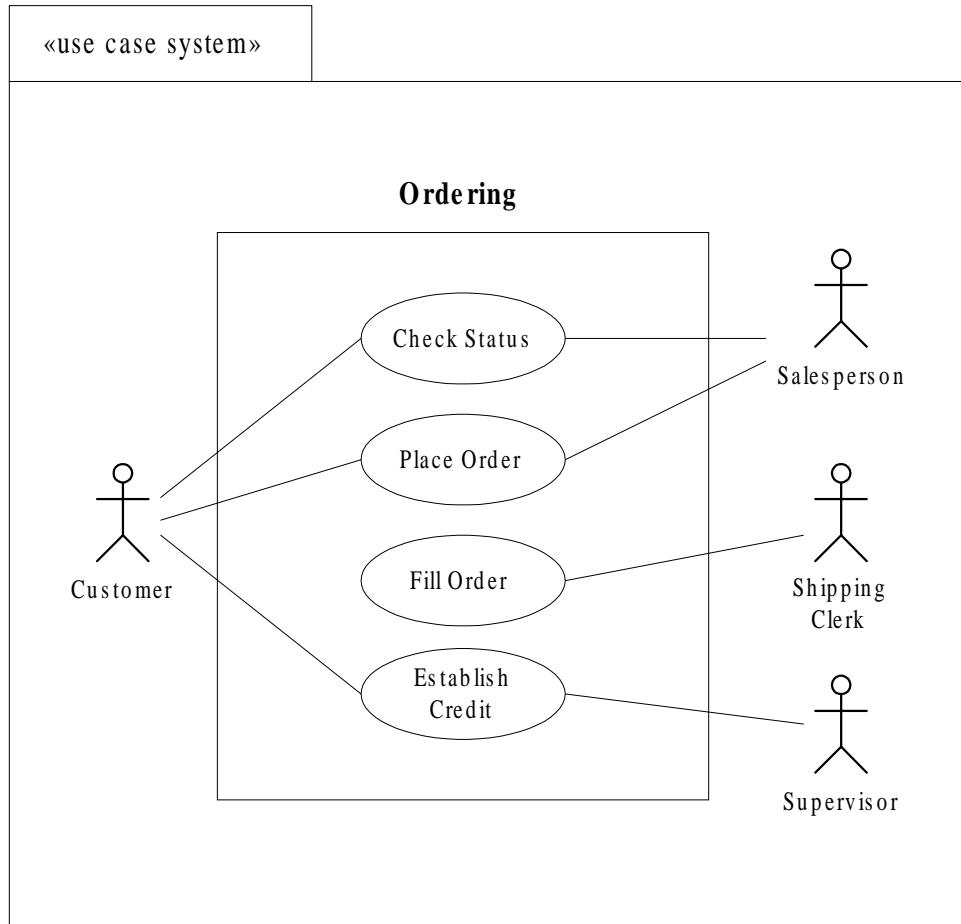 «use case system»
Ordering
Check Status
Salesperson
Place Order
Customer
Fill Order
Shipping
Clerk
Establish
Credit
Supervisor